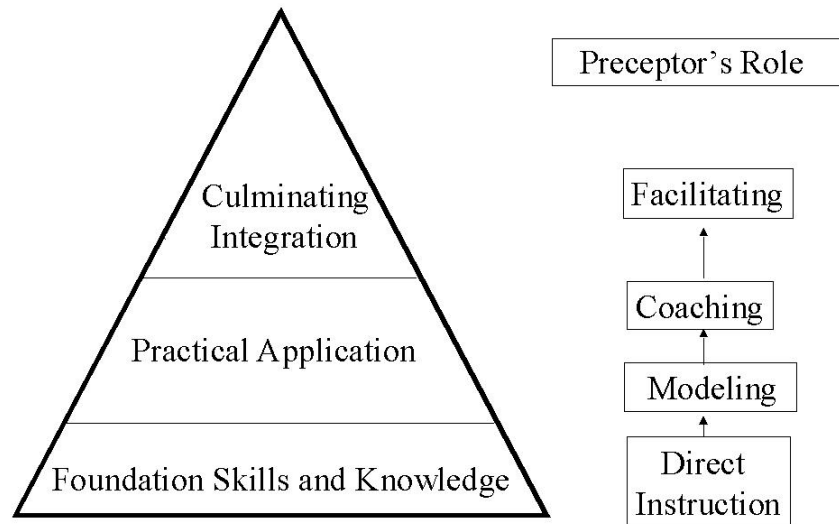 Culminating
Integration
Practical Application
Foundation Skills and Knowledge
Preceptor's Role
Facilitating
Coaching
Modeling
Direct
Instruction